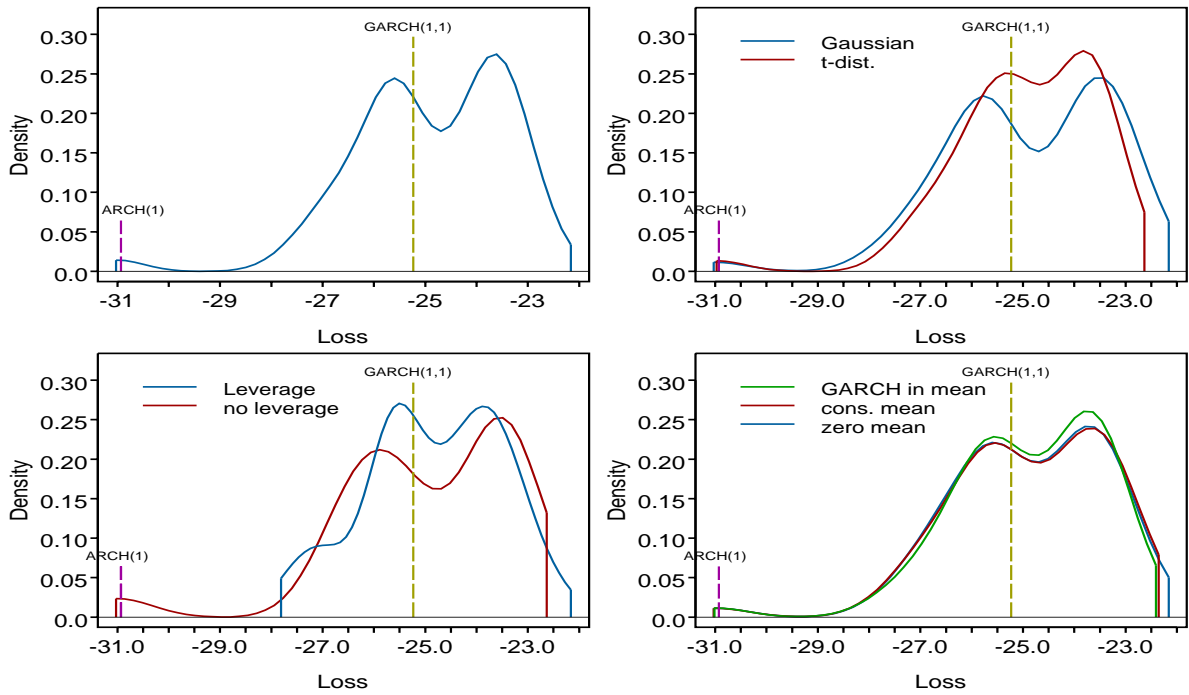 GARCH(1,1)
0.30
0.25
0.20
0.15
0.10
0.05
0.0
Density
ARCH(1)
-31 -29 -27 -25 -23
Loss
GARCH(1,1)
Gaussian
t-dist.
0.30
0.25
0.20
0.15
0.10
0.05
0.0
Density
ARCH(1)
-31.0 -29.0 -27.0 -25.0 -23.0
Loss
GARCH(1,1)
Leverage
no leverage
0.30
0.25
0.20
0.15
0.10
0.05
0.0
Density
ARCH(1)
-31.0 -29.0 -27.0 -25.0 -23.0
Loss
GARCH(1,1)
GARCH in mean
cons. mean
zero mean
0.30
0.25
0.20
0.15
0.10
0.05
0.0
Density
ARCH(1)
-31.0 -29.0 -27.0 -25.0 -23.0
Loss